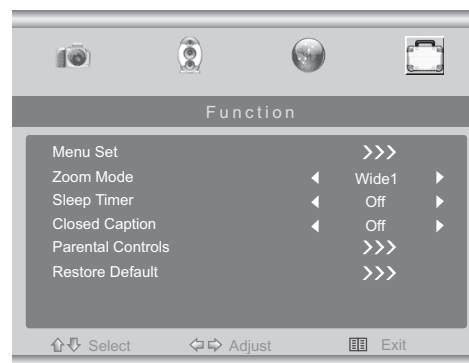 Function
Menu Set >>>
Zoom Mode Wide1
Sleep Timer Off
Closed Caption Off
Parental Controls >>>
Restore Default >>>
Select Adjust Exit